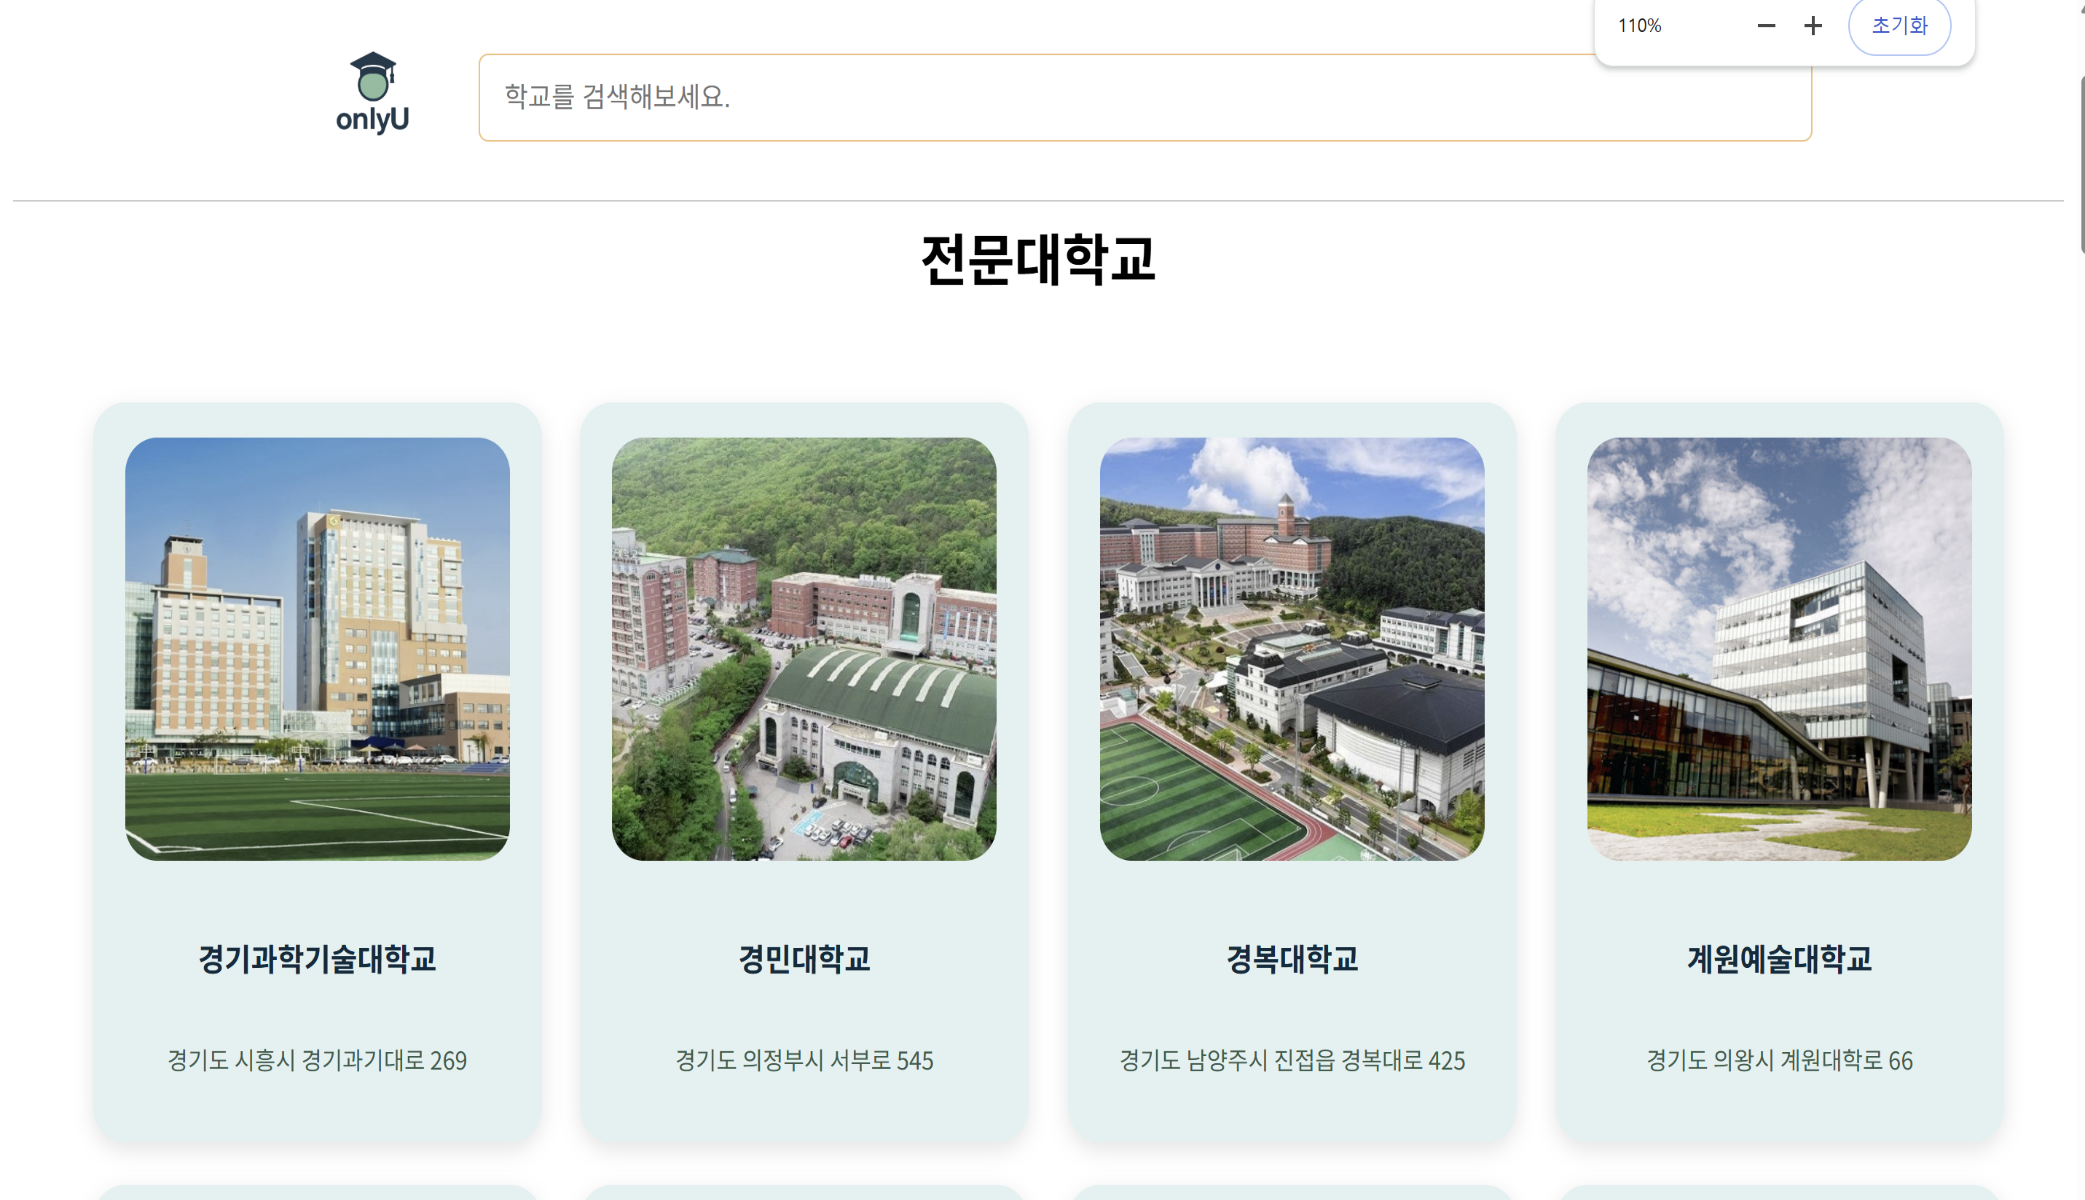 110%
초기화
onlyU
학교를 검색해보세요.
전문대학교
경기과학기술대학교
경기도 시흥시 경기과기대로 269
경민대학교
경기도 의정부시 서부로 545
경복대학교
경기도 남양주시 진접읍 경복대로 425
계원예술대학교
경기도 의왕시 계원대학로 66